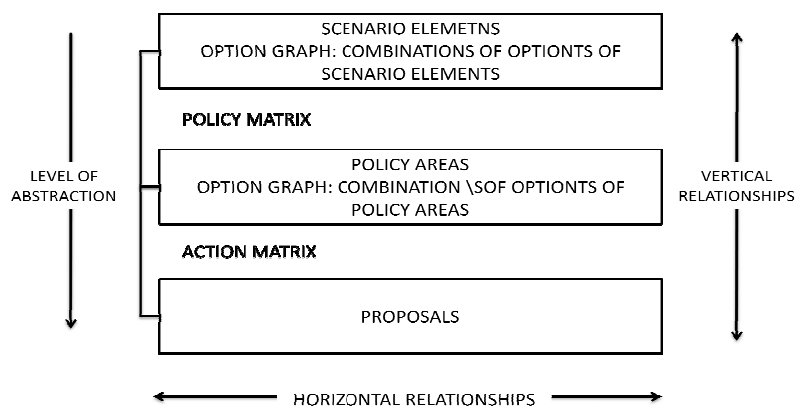 SCENARIO ELEMETNS
OPTION GRAPH: COMBINATIONS OF OPTIONTS OF
SCENARIO ELEMENTS
POLICY MATRIX
LEVEL OF
ABSTRACTION
POLICY AREAS
OPTION GRAPH: COMBINATION \SOF OPTIONTS OF
POLICY AREAS
VERTICAL
RELATIONSHIPS
ACTION MATRIX
PROPOSALS
HORIZONTAL RELATIONSHIPS